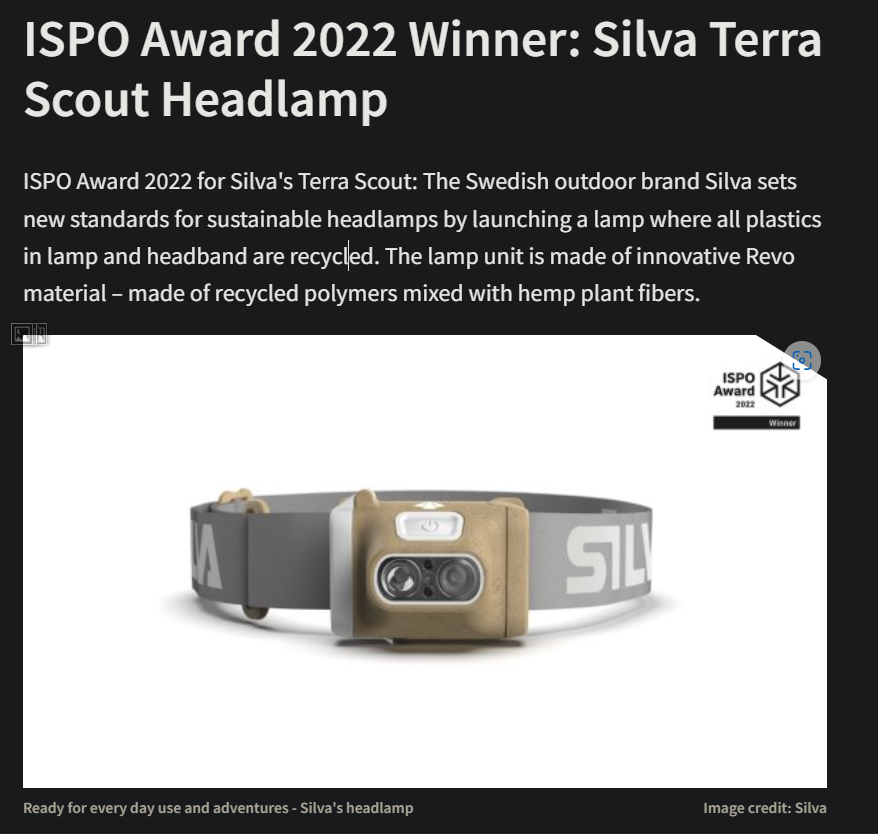 ISPO Award 2022 Winner: Silva Terra
Scout Headlamp
ISPO Award 2022 for Silva's Terra Scout: The Swedish outdoor brand Silva sets
new standards for sustainable headlamps by launching a lamp where all plastics
in lamp and headband are recycled. The lamp unit is made of innovative Revo
material – made of recycled polymers mixed with hemp plant fibers.
ISPO
Award
2022
Winner
LVA
SILV
Ready for every day use and adventures - Silva's headlamp
Image credit: Silva